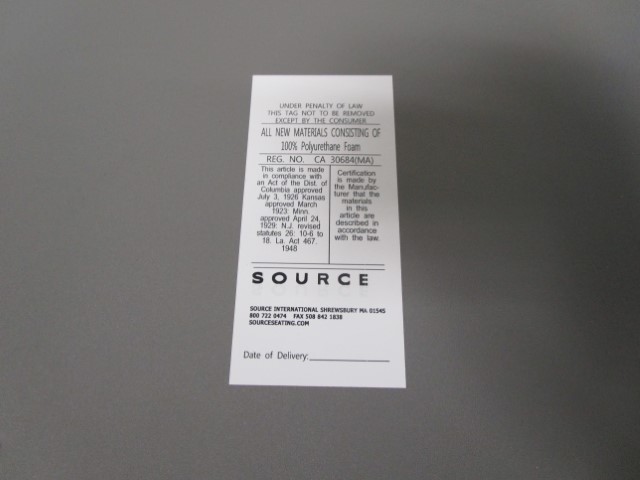 UNDER PENALTY OF LAW
THIS TAG NOT TO BE REMOVED
EXCEPT BY THE CONSUMER
ALL NEW MATERIALS CONSISTING OF
100% Polyurethane Foam
REG. NO. CA 30684(MA)
This article is made
in compliance with
an Act of the Dist. of
Columbia approved
July 3, 1926 Kansas
approved March
1923: Minn.
approved April 24,
1929: N.J. revised
statutes 26: 10-6 to
18. La. Act 467.
1948
Certification
is made by
the Manufac-
turer that the
materials
in this
article are
described in
accordance
with the law.
SOURCE
SOURCE INTERNATIONAL SHREWSBURY MA 01545
800 722 0474 FAX 508 842 1838
SOURCESEATING.COM
Date of Delivery: